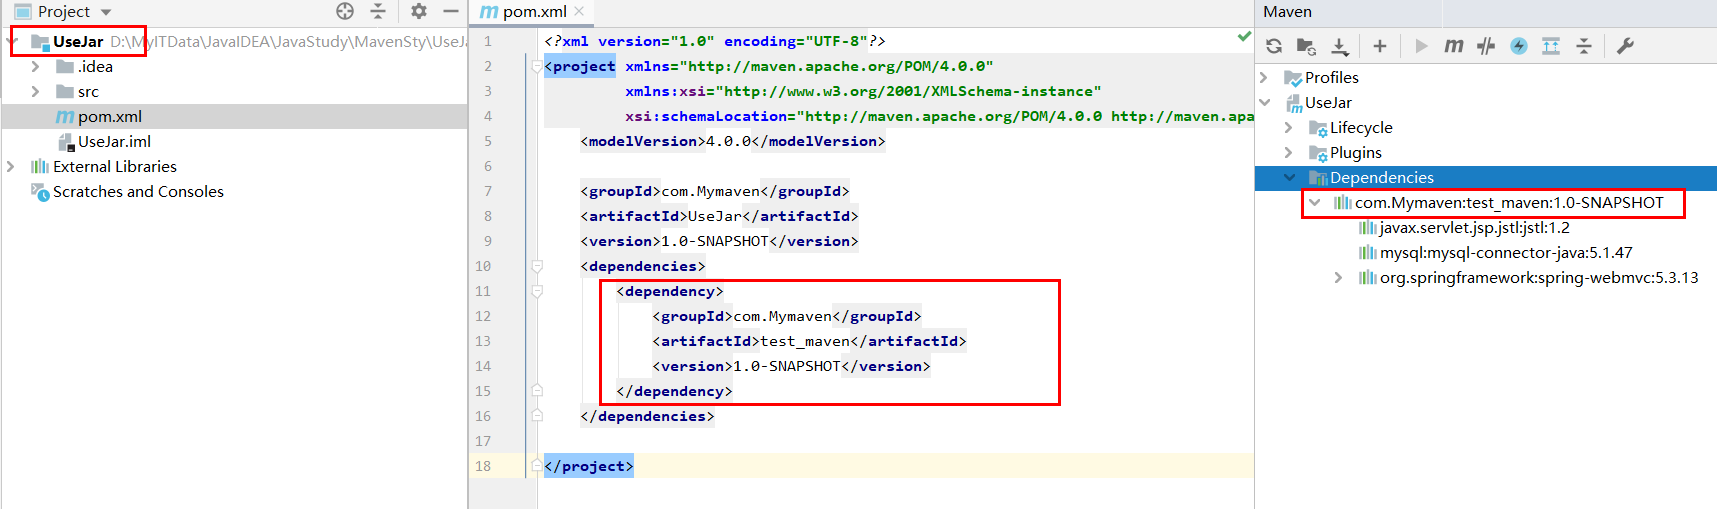 Project
UseJar D:\MyITData\JavaIDEA\JavaStudy\MavenSty\UseJa
.idea
src
pom.xml
UseJar.iml
External Libraries
Scratches and Consoles
pom.xml
1 <?xml version="1.0" encoding="UTF-8"?>
2 <project xmlns="http://maven.apache.org/POM/4.0.0"
3 xmlns:xsi="http://www.w3.org/2001/XMLSchema-instance"
4 xsi:schemaLocation="http://maven.apache.org/POM/4.0.0 http://maven.apa
5 <modelVersion>4.0.0</modelVersion>
6
7 <groupId>com.Mymaven</groupId>
8 <artifactId>UseJar</artifactId>
9 <version>1.0-SNAPSHOT</version>
10 <dependencies>
11 <dependency>
12 <groupId>com.Mymaven</groupId>
13 <artifactId>test_maven</artifactId>
14 <version>1.0-SNAPSHOT</version>
15 </dependency>
16 </dependencies>
17
18 </project>
Maven
Profiles
UseJar
Lifecycle
Plugins
Dependencies
com.Mymaven:test_maven:1.0-SNAPSHOT
javax.servlet.jsp.jstl:jstl:1.2
mysql:mysql-connector-java:5.1.47
org.springframework:spring-webmvc:5.3.13